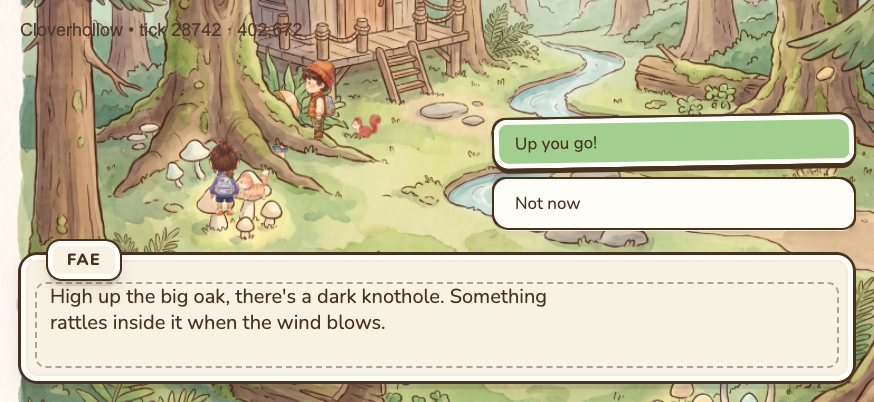 Cloverhollow • tick 28742 · 402,672
Up you go!
Not now
FAE
High up the big oak, there's a dark knothole. Something
rattles inside it when the wind blows.